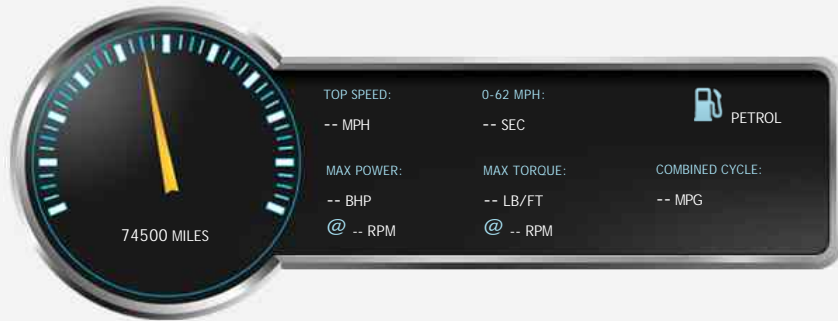 TOP SPEED:
-- MPH
0-62 MPH:
-- SEC
PETROL
MAX POWER:
-- BHP
@ -- RPM
MAX TORQUE:
-- LB/FT
@ -- RPM
COMBINED CYCLE:
-- MPG
74500 MILES